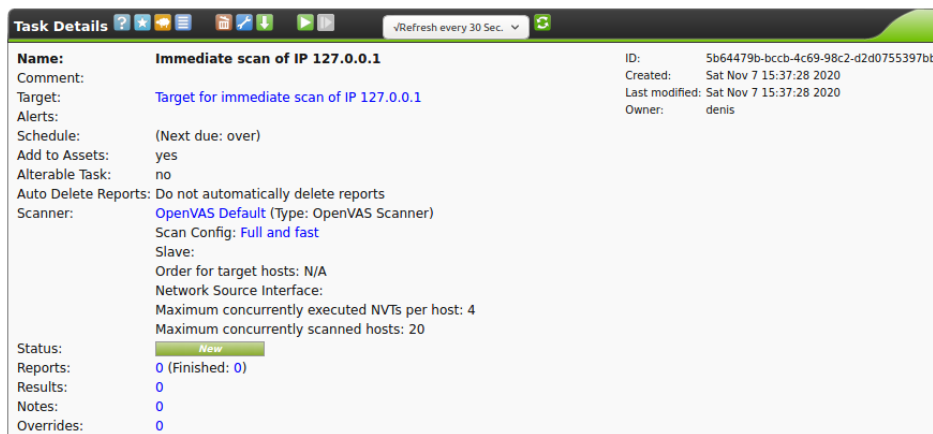 Task Details
√Refresh every 30 Sec.
Name: Immediate scan of IP 127.0.0.1
Comment:
Target: Target for immediate scan of IP 127.0.0.1
Alerts:
Schedule: (Next due: over)
Add to Assets: yes
Alterable Task: no
Auto Delete Reports: Do not automatically delete reports
Scanner: OpenVAS Default (Type: OpenVAS Scanner)
Scan Config: Full and fast
Slave:
Order for target hosts: N/A
Network Source Interface:
Maximum concurrently executed NVTs per host: 4
Maximum concurrently scanned hosts: 20
Status: New
Reports: 0 (Finished: 0)
Results: 0
Notes: 0
Overrides: 0
ID: 5b64479b-bccb-4c69-98c2-d2d0755397bb
Created: Sat Nov 7 15:37:28 2020
Last modified: Sat Nov 7 15:37:28 2020
Owner: denis